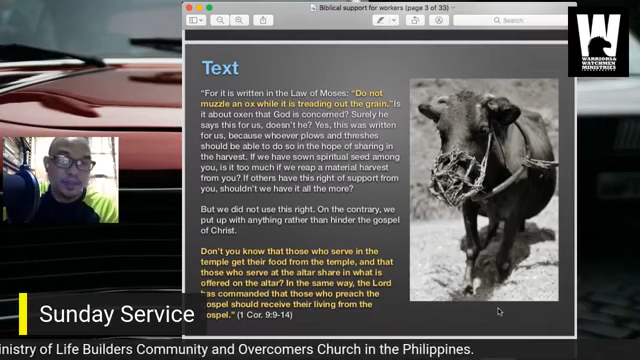 Biblical support for workers (page 3 of 33)
Search
WARRIORS &
WATCHMEN
MINISTRIES
Text
“For it is written in the Law of Moses: “Do not
muzzle an ox while it is treading out the grain.”Is
it about oxen that God is concerned? Surely he
says this for us, doesn’t he? Yes, this was written
for us, because whoever plows and threshes
should be able to do so in the hope of sharing in
the harvest. If we have sown spiritual seed among
you, is it too much if we reap a material harvest
from you? If others have this right of support from
you, shouldn’t we have it all the more?
But we did not use this right. On the contrary, we
put up with anything rather than hinder the gospel
of Christ.
Don’t you know that those who serve in the
temple get their food from the temple, and that
those who serve at the altar share in what is
offered on the altar? In the same way, the Lord
has commanded that those who preach the
gospel should receive their living from the
gospel.” (1 Cor. 9:9-14)
Sunday Service
nistry of Life Builders Community and Overcomers Church in the Philippines.